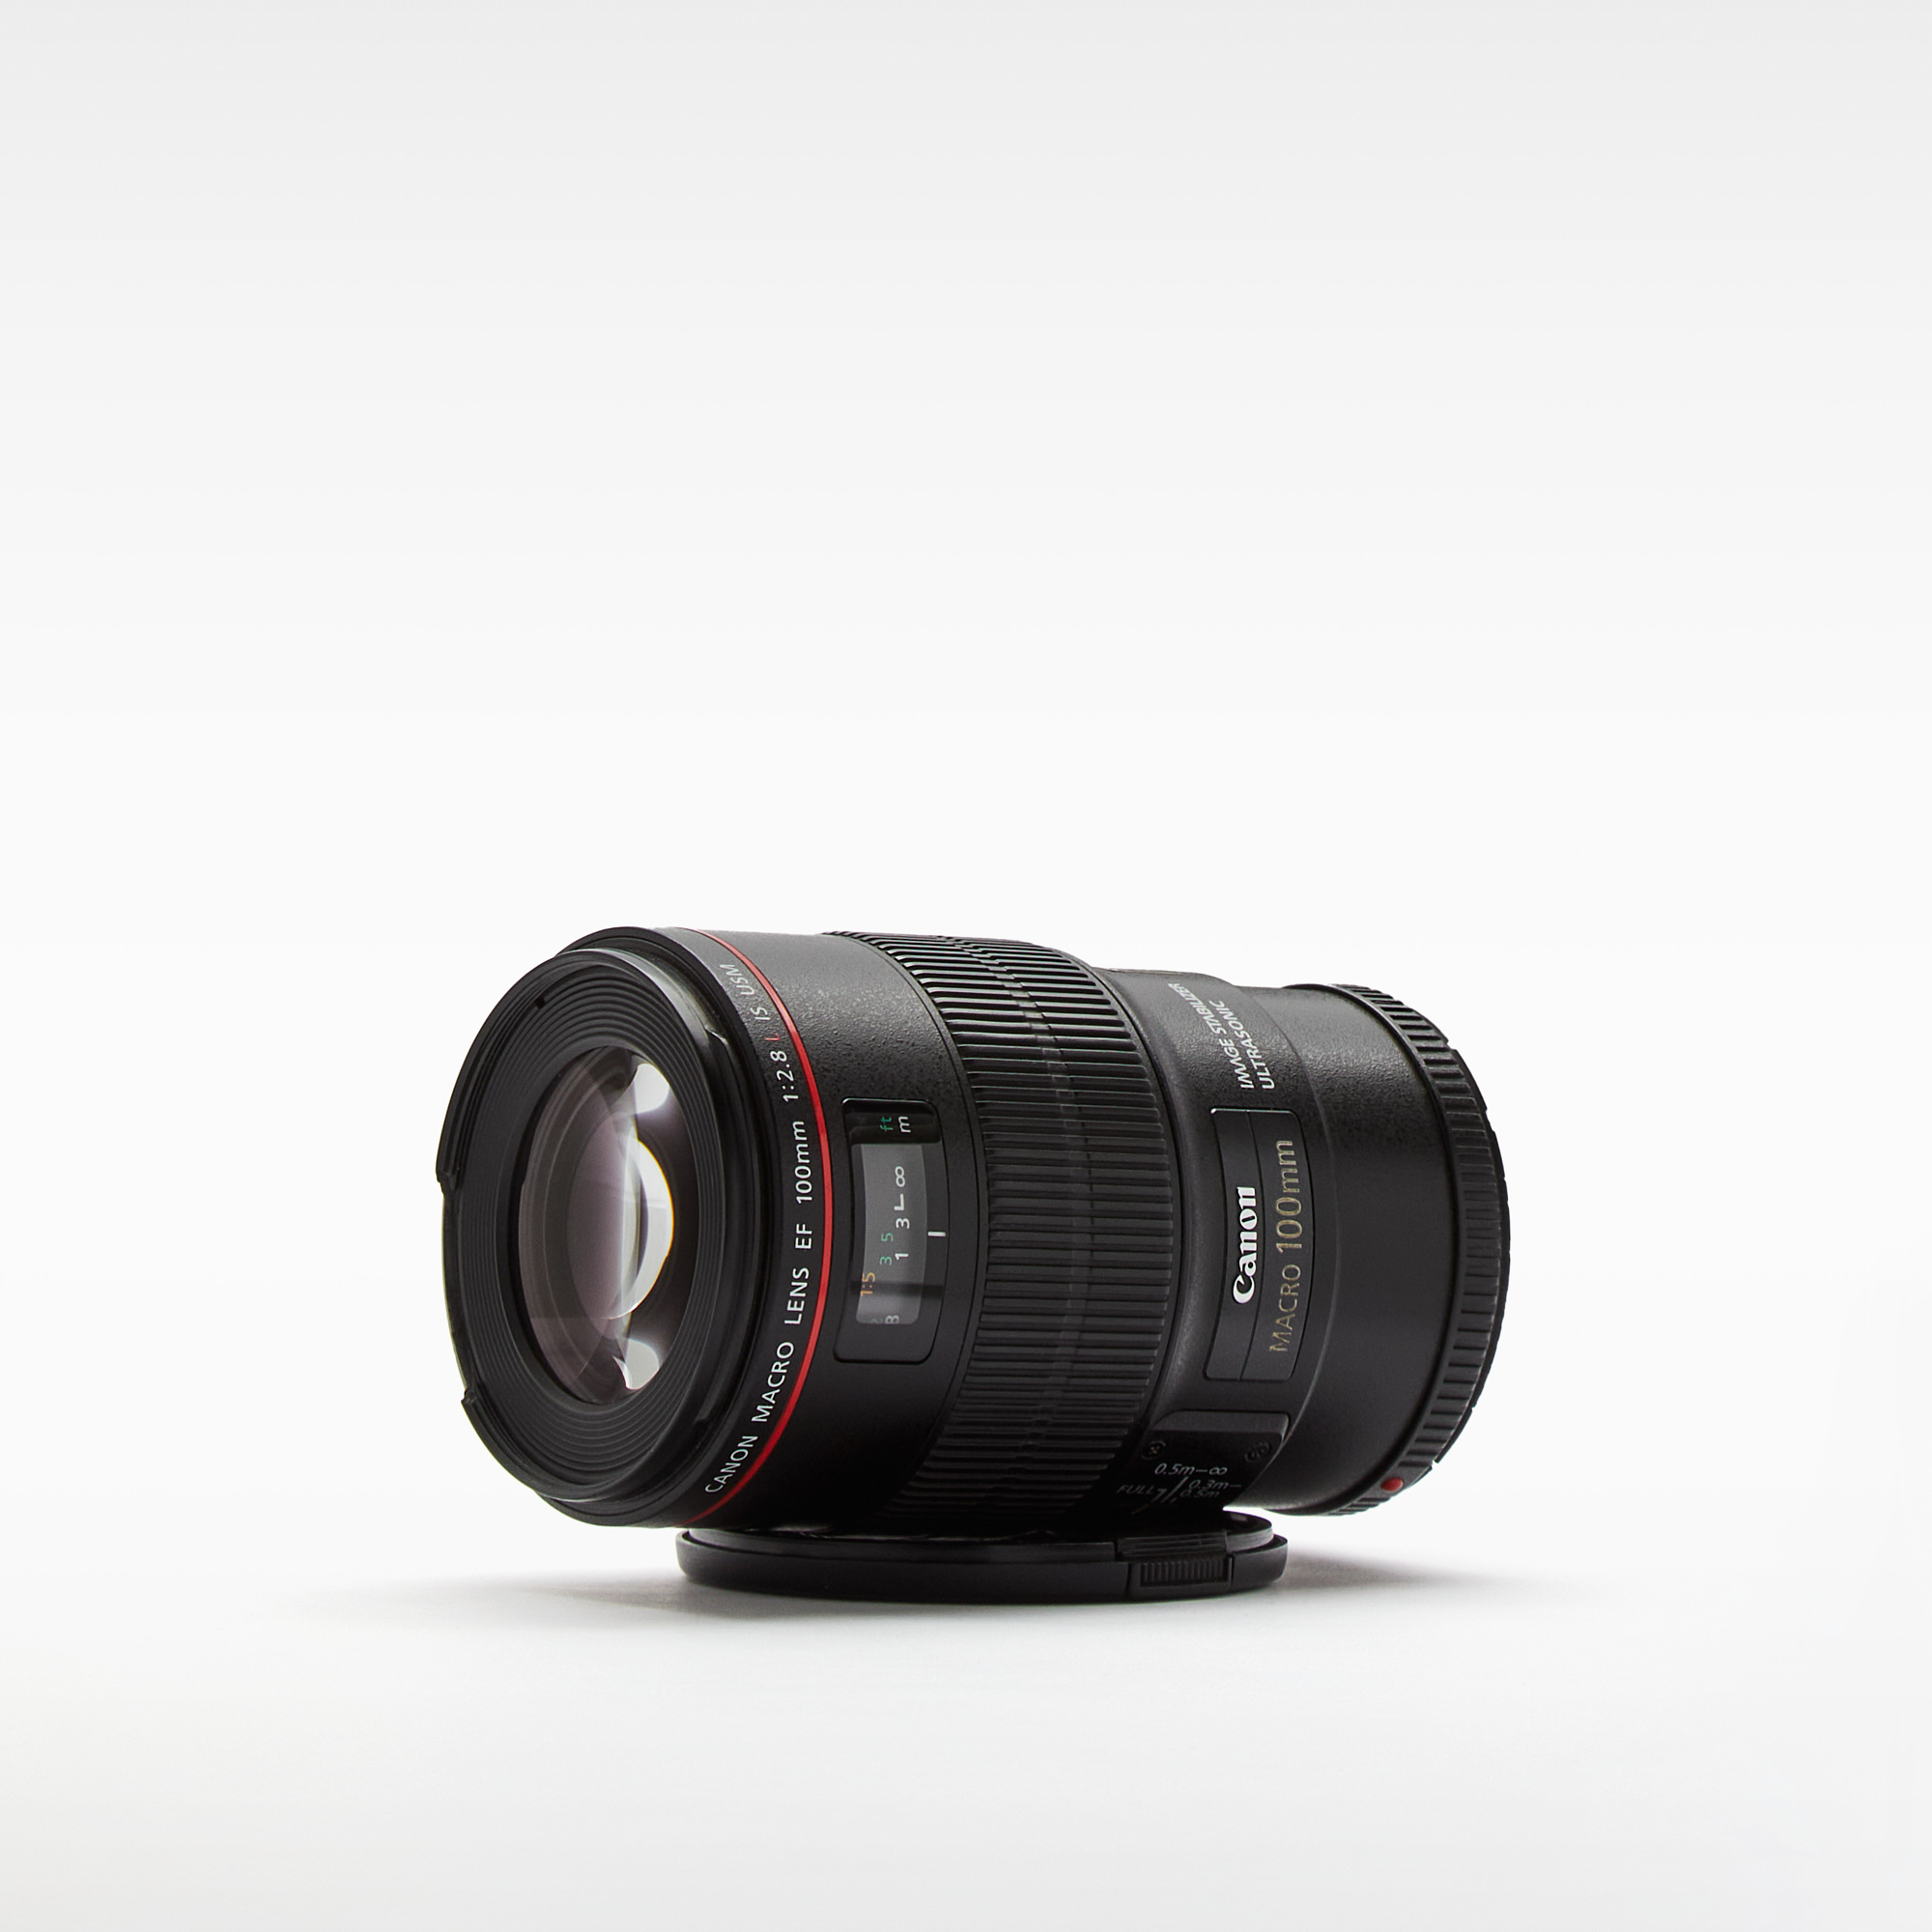 CANON MACRO LENS EF 100mm 1:2.8 L IS USM
ft
m
3 5
1 3 L ∞
1:5
IMAGE STABILIZER
ULTRASONIC
Canon
MACRO 100mm
0.5m–∞
FULL
0.3m–
0.5m